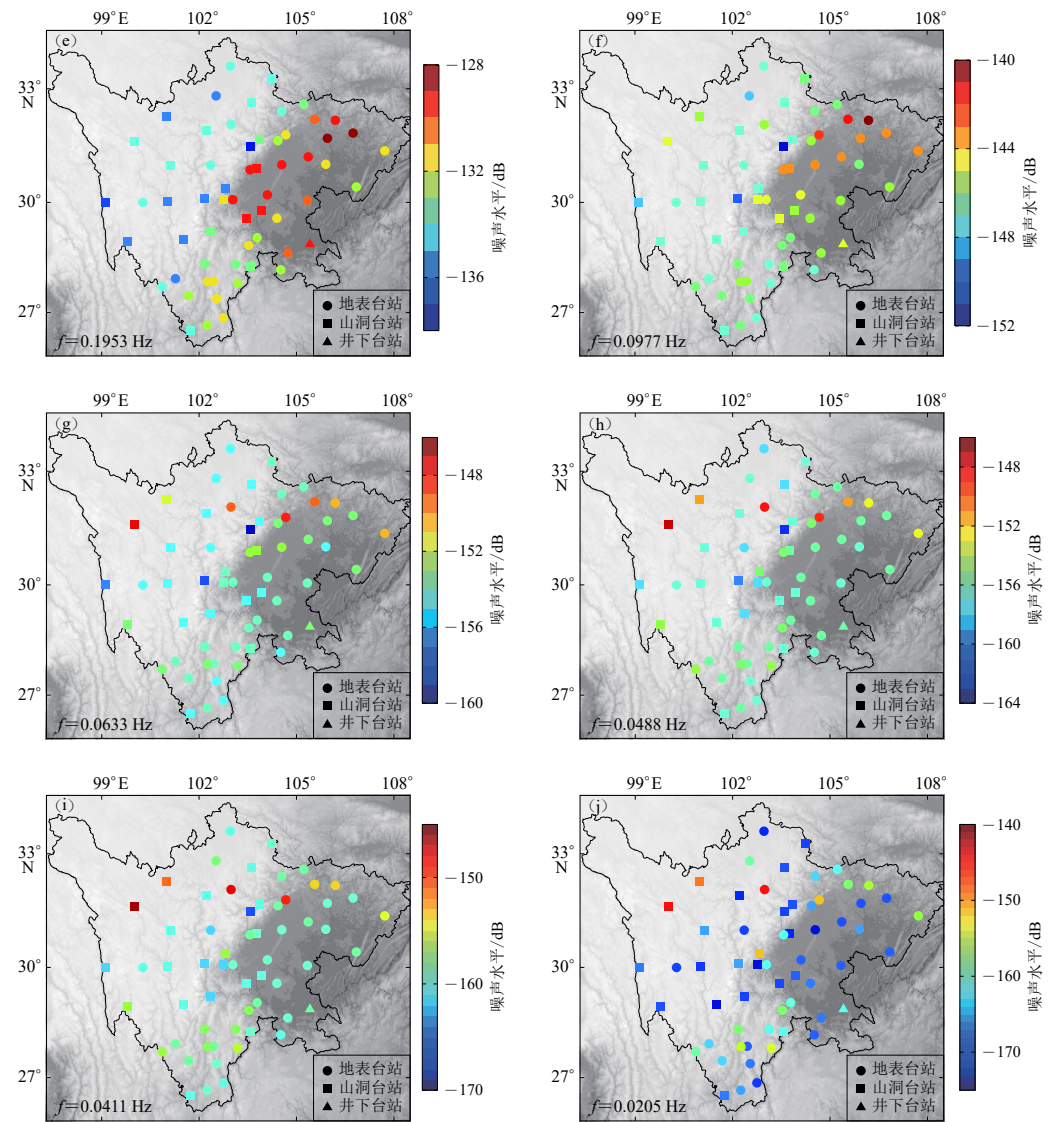 99°E 102° 105° 108°
(e)
33°
N
30°
27°
地表台站
山洞台站
井下台站
f=0.1953 Hz
−128
−132
−136
噪声水平/dB
99°E 102° 105° 108°
(f)
33°
N
30°
27°
地表台站
山洞台站
井下台站
f=0.0977 Hz
−140
−144
−148
−152
噪声水平/dB
99°E 102° 105° 108°
(g)
33°
N
30°
27°
地表台站
山洞台站
井下台站
f=0.0633 Hz
−148
−152
−156
−160
噪声水平/dB
99°E 102° 105° 108°
(h)
33°
N
30°
27°
地表台站
山洞台站
井下台站
f=0.0488 Hz
−148
−152
−156
−160
−164
噪声水平/dB
99°E 102° 105° 108°
(i)
33°
N
30°
27°
地表台站
山洞台站
井下台站
f=0.0411 Hz
−150
−160
−170
噪声水平/dB
99°E 102° 105° 108°
(j)
33°
N
30°
27°
地表台站
山洞台站
井下台站
f=0.0205 Hz
−140
−150
−160
−170
噪声水平/dB